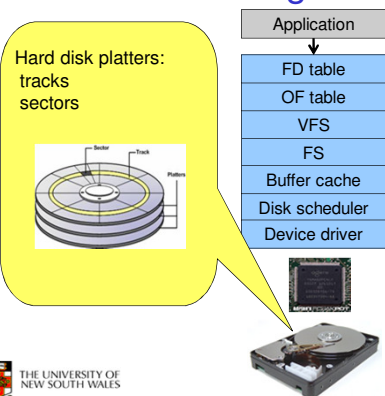 Application
Hard disk platters:
tracks
sectors
FD table
OF table
VFS
FS
Buffer cache
Disk scheduler
Device driver
Sector
Track
Platters
THE UNIVERSITY OF
NEW SOUTH WALES